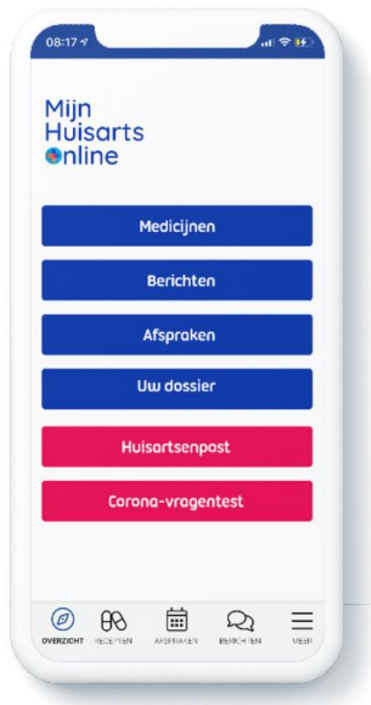 08:17
Mijn
Huisarts
Online
Medicijnen
Berichten
Afspraken
Uw dossier
Huisartsenpost
Corona-vragentest
OVERZICHT RECEPTEN AFSPRAKEN BERICHTEN MEER